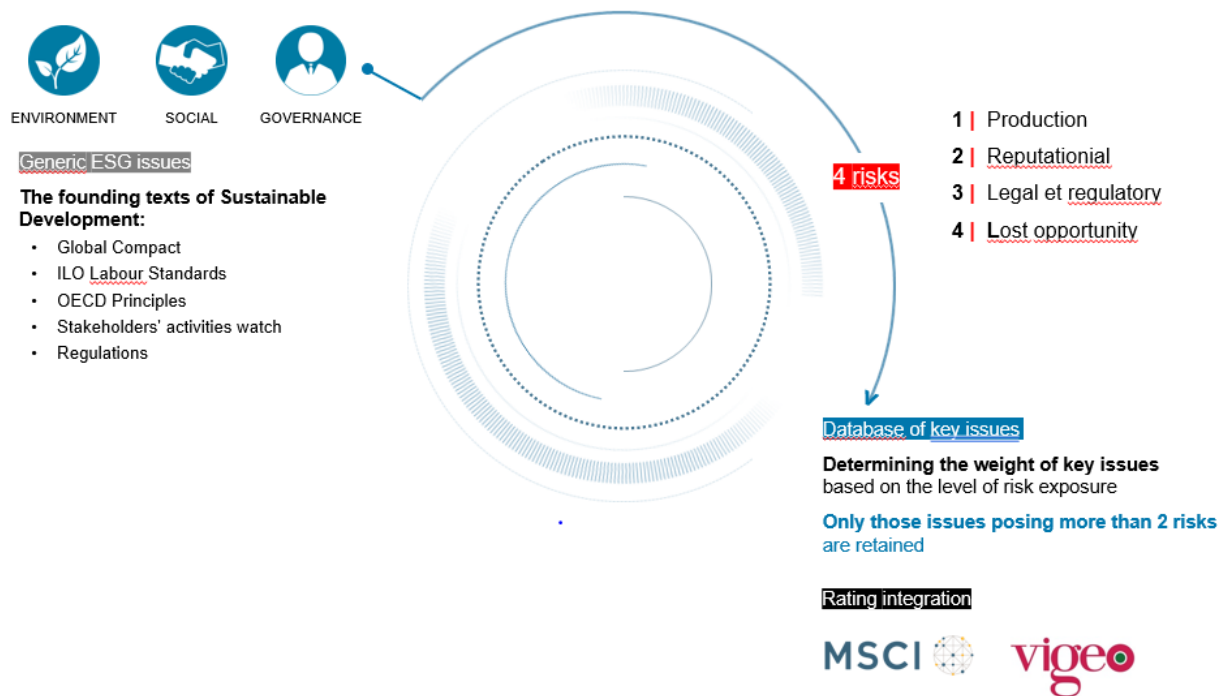 ENVIRONMENT
SOCIAL
GOVERNANCE
Generic ESG issues
The founding texts of Sustainable
Development:
• Global Compact
• ILO Labour Standards
• OECD Principles
• Stakeholders' activities watch
• Regulations
4 risks
1 | Production
2 | Reputationial
3 | Legal et regulatory
4 | Lost opportunity
Database of key issues
Determining the weight of key issues
based on the level of risk exposure
Only those issues posing more than 2 risks
are retained
Rating integration
MSCI
vigeo